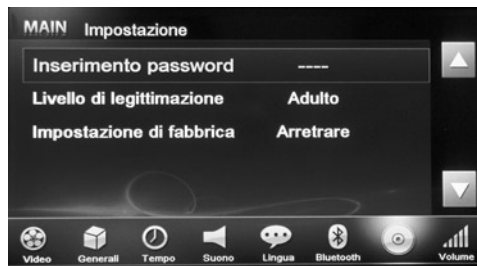 MAIN Impostazione
Inserimento password ----
Livello di legittimazione Adulto
Impostazione di fabbrica Arretrare
Video Generali Tempo Suono Lingua Bluetooth Volume